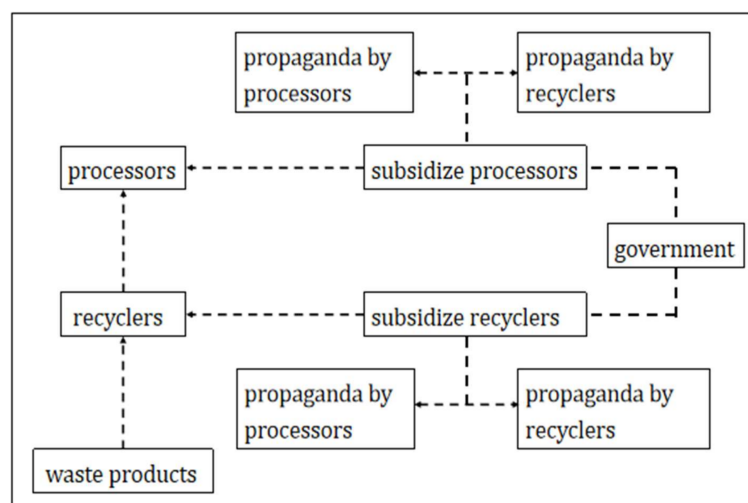 propaganda by
processors
propaganda by
recyclers
processors
subsidize processors
government
recyclers
subsidize recyclers
propaganda by
processors
propaganda by
recyclers
waste products